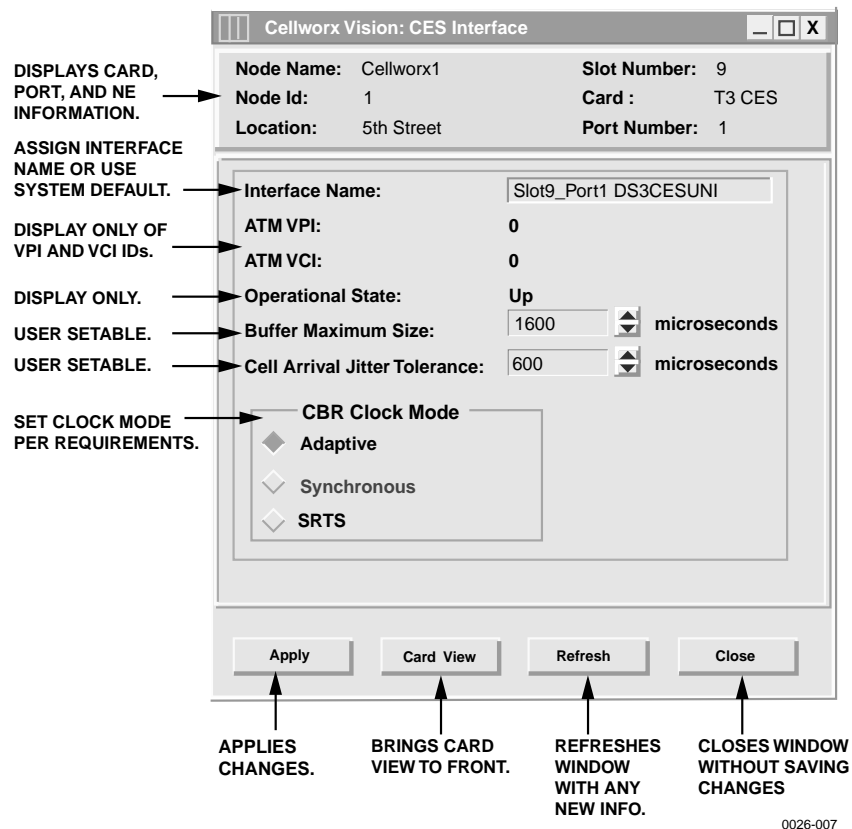 Cellworx Vision: CES Interface
X
DISPLAYS CARD,
PORT, AND NE
INFORMATION.
Node Name: Cellworx1 Slot Number: 9
Node Id: 1 Card : T3 CES
Location: 5th Street Port Number: 1
ASSIGN INTERFACE
NAME OR USE
SYSTEM DEFAULT.
Interface Name: Slot9_Port1 DS3CESUNI
DISPLAY ONLY OF
VPI AND VCI IDs.
ATM VPI: 0
ATM VCI: 0
DISPLAY ONLY.
Operational State: Up
USER SETABLE.
Buffer Maximum Size: 1600 microseconds
USER SETABLE.
Cell Arrival Jitter Tolerance: 600 microseconds
SET CLOCK MODE
PER REQUIREMENTS.
CBR Clock Mode
Adaptive
Synchronous
SRTS
Apply Card View Refresh Close
APPLIES
CHANGES.
BRINGS CARD
VIEW TO FRONT.
REFRESHES
WINDOW
WITH ANY
NEW INFO.
CLOSES WINDOW
WITHOUT SAVING
CHANGES
0026-007